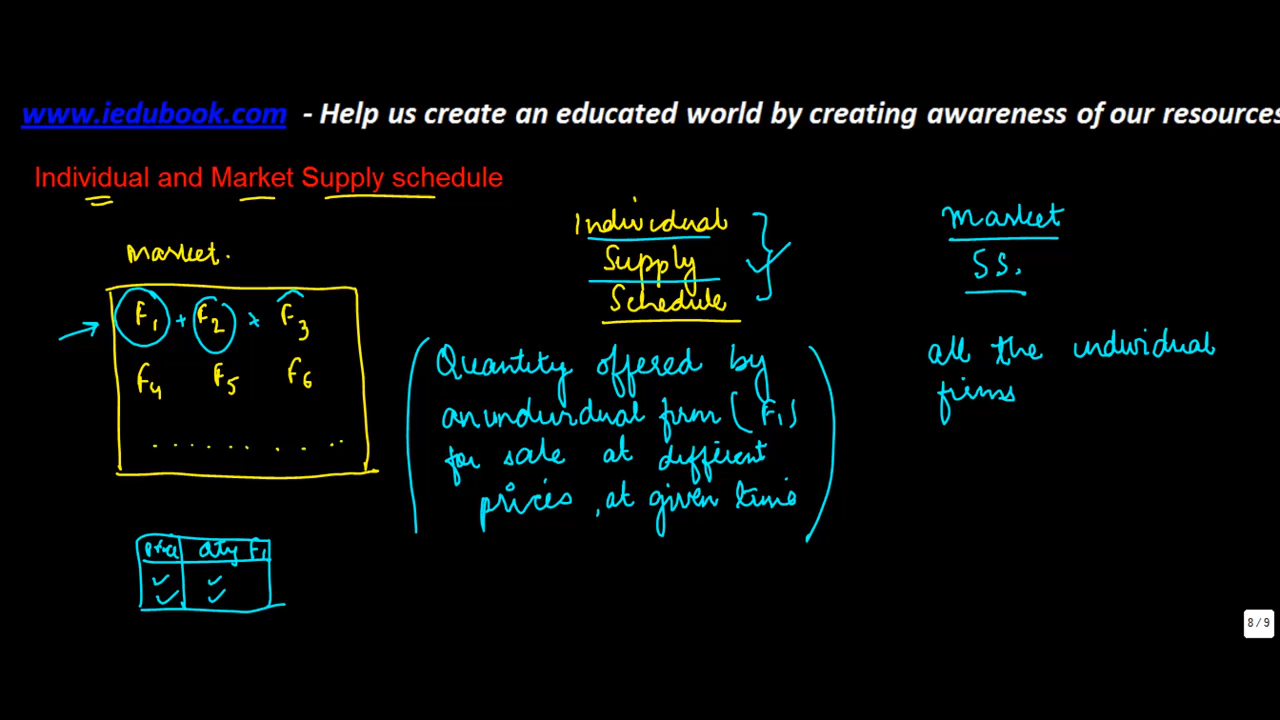 www.iedubook.com - Help us create an educated world by creating awareness of our resources
Individual and Market Supply schedule
Market.
F1 + F2 + F3
F4 F5 F6
. . . . . . . . . .
Price Qty F1
Individual
Supply
Schedule
Quantity offered by
an individual firm (F1)
for sale at different
prices, at given time
Market
SS.
all the individual
firms
8/9